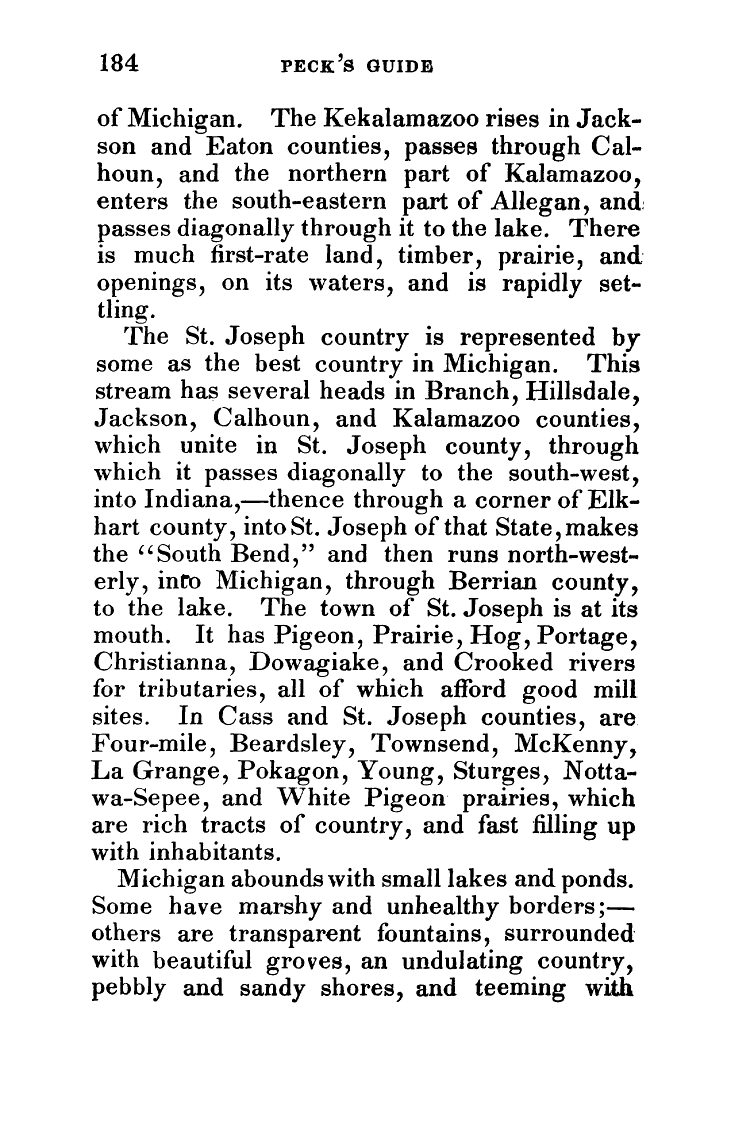 184 PECK'S GUIDE
of Michigan. The Kekalamazoo rises in Jack-
son and Eaton counties, passes through Cal-
houn, and the northern part of Kalamazoo,
enters the south-eastern part of Allegan, and
passes diagonally through it to the lake. There
is much first-rate land, timber, prairie, and
openings, on its waters, and is rapidly set-
tling.
The St. Joseph country is represented by
some as the best country in Michigan. This
stream has several heads in Branch, Hillsdale,
Jackson, Calhoun, and Kalamazoo counties,
which unite in St. Joseph county, through
which it passes diagonally to the south-west,
into Indiana,—thence through a corner of Elk-
hart county, into St. Joseph of that State, makes
the "South Bend," and then runs north-west-
erly, into Michigan, through Berrian county,
to the lake. The town of St. Joseph is at its
mouth. It has Pigeon, Prairie, Hog, Portage,
Christianna, Dowagiake, and Crooked rivers
for tributaries, all of which afford good mill
sites. In Cass and St. Joseph counties, are
Four-mile, Beardsley, Townsend, McKenny,
La Grange, Pokagon, Young, Sturges, Notta-
wa-Sepee, and White Pigeon prairies, which
are rich tracts of country, and fast filling up
with inhabitants.
Michigan abounds with small lakes and ponds.
Some have marshy and unhealthy borders;—
others are transparent fountains, surrounded
with beautiful groves, an undulating country,
pebbly and sandy shores, and teeming with